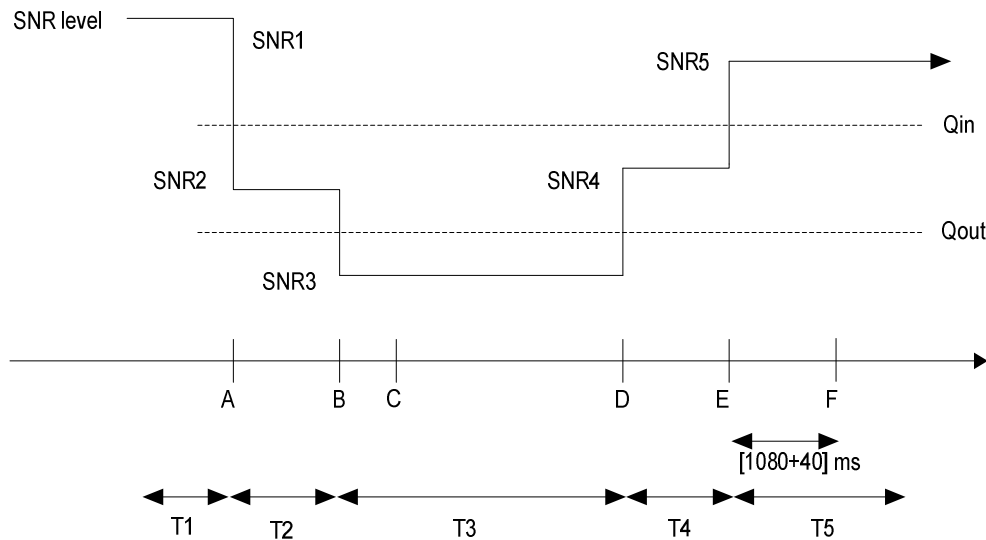 SNR level
SNR1
SNR5
Qin
SNR2
SNR4
Qout
SNR3
A B C D E F
[1080+40] ms
T1 T2 T3 T4 T5